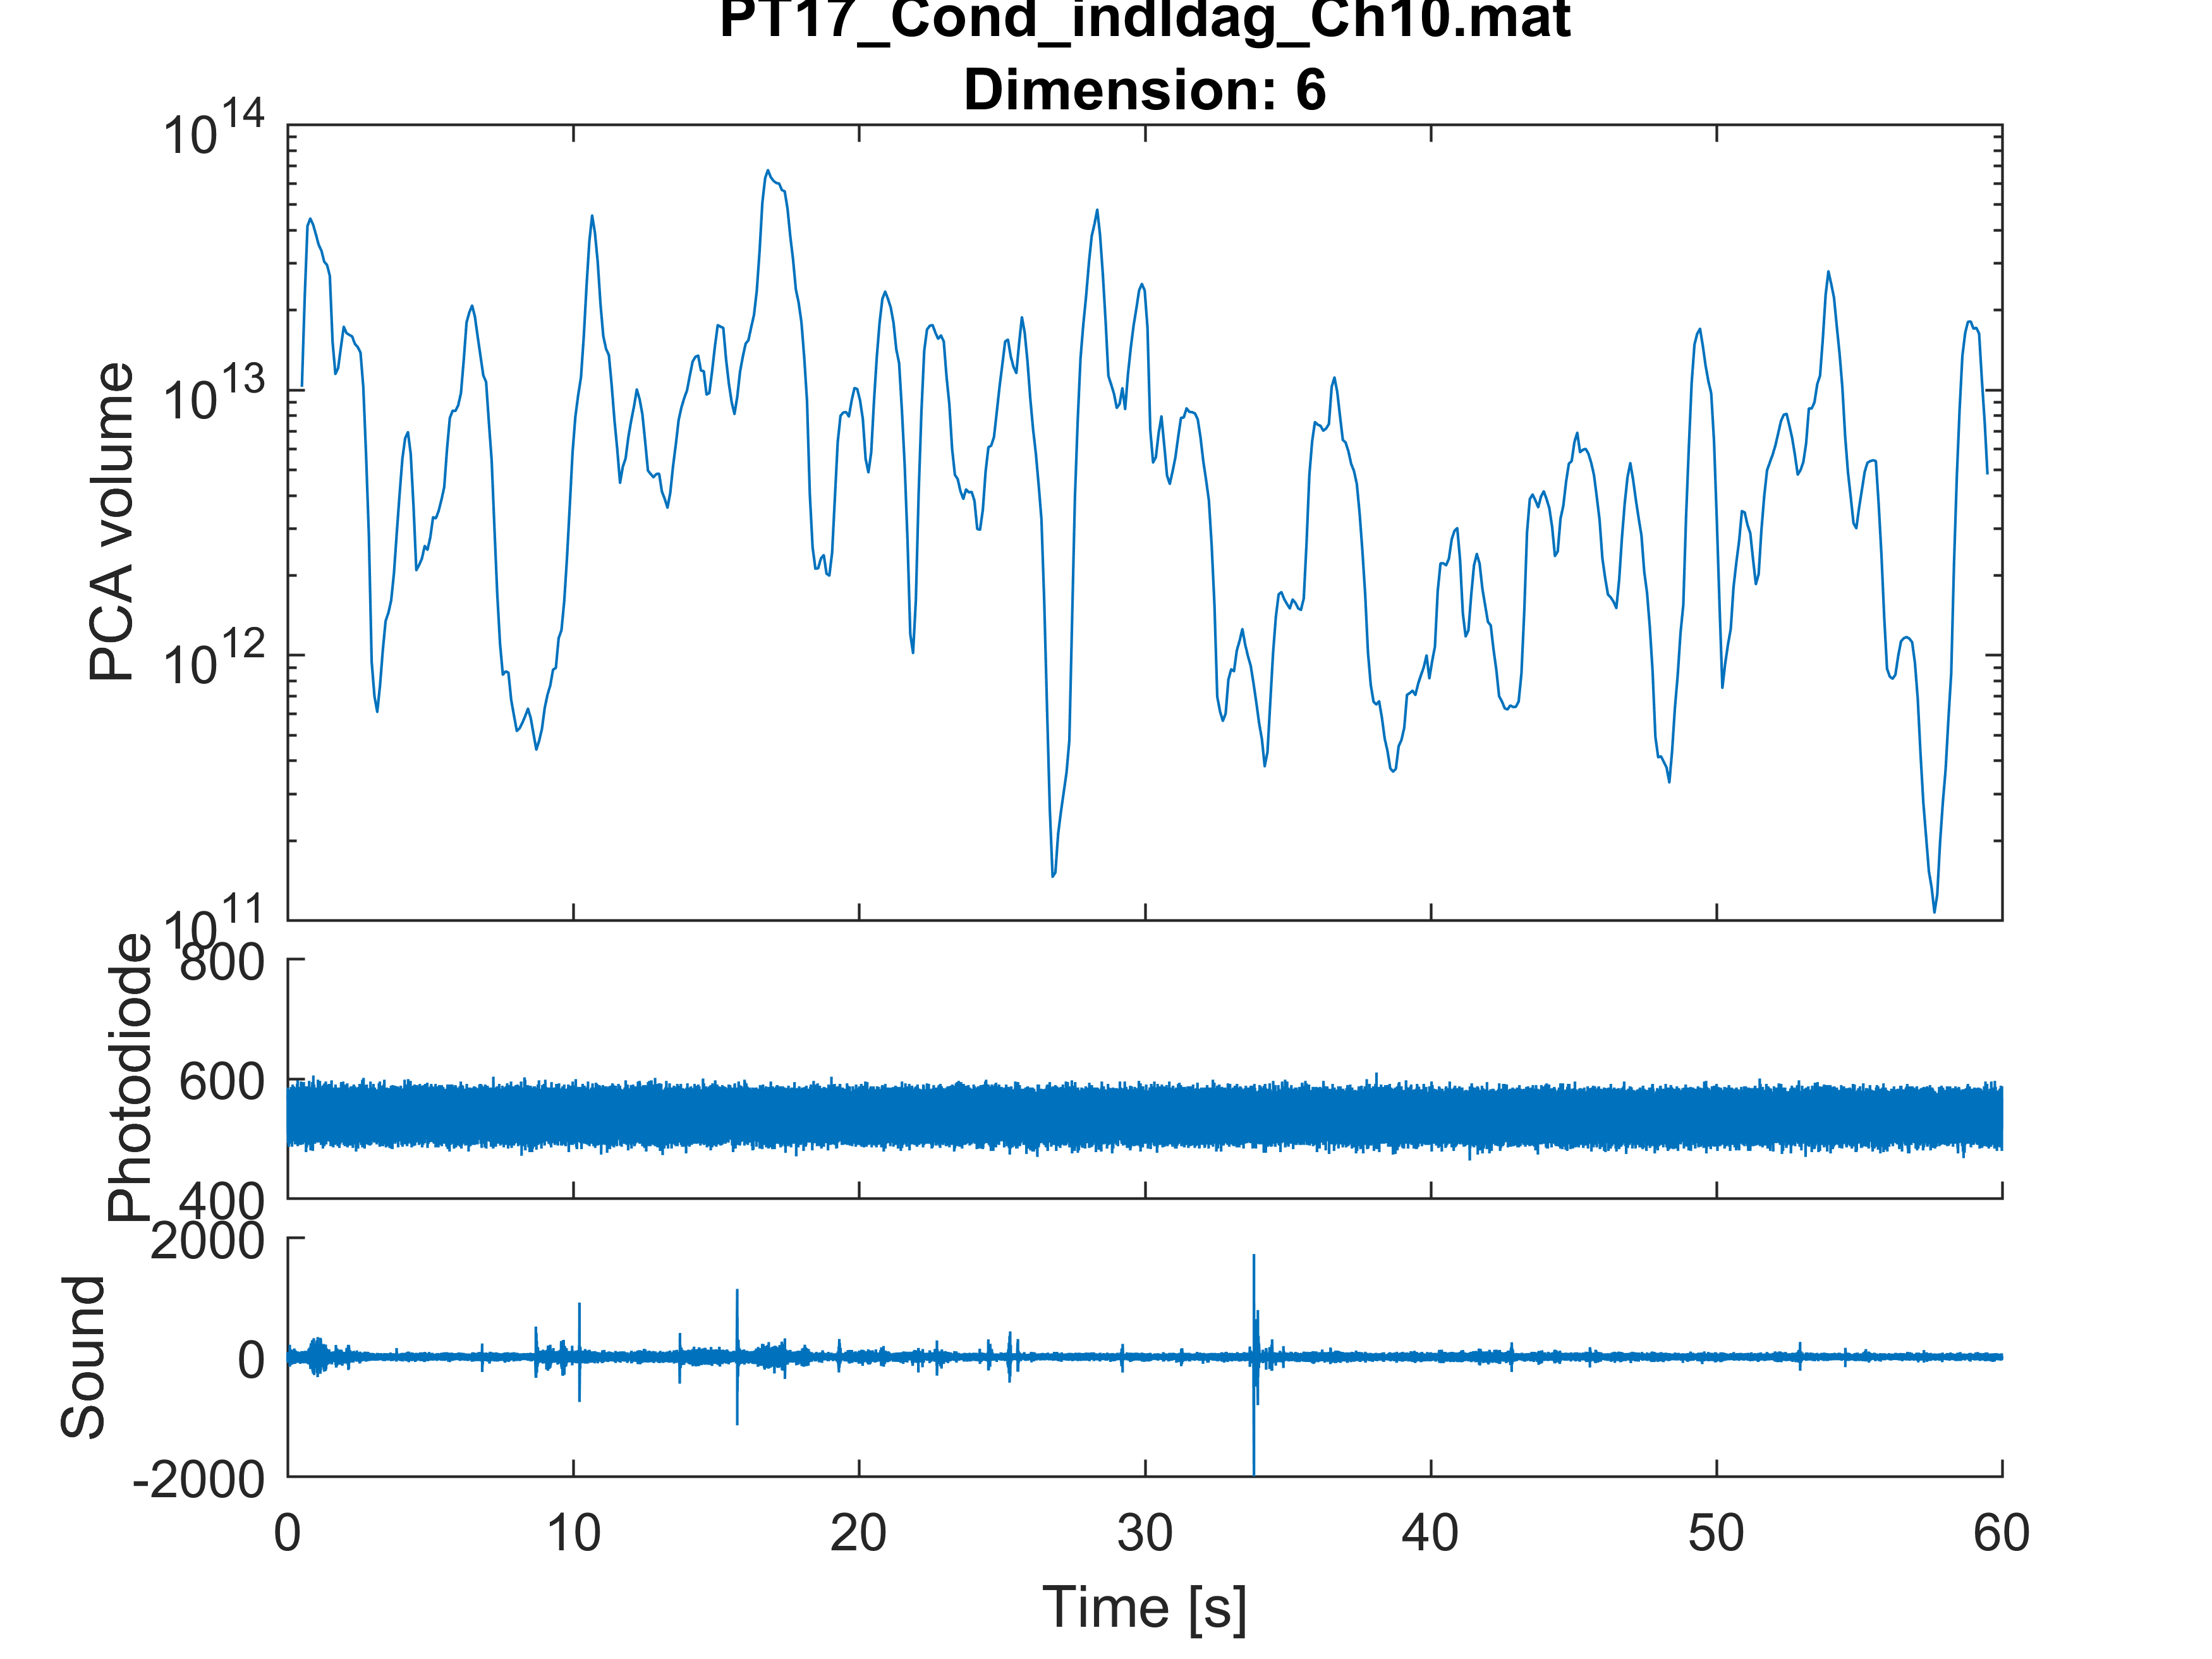 PT17_Cond_indIdag_Ch10.mat
Dimension: 6
10^14
10^13
10^12
10^11
PCA volume
800
600
400
Photodiode
2000
0
-2000
Sound
0 10 20 30 40 50 60
Time [s]